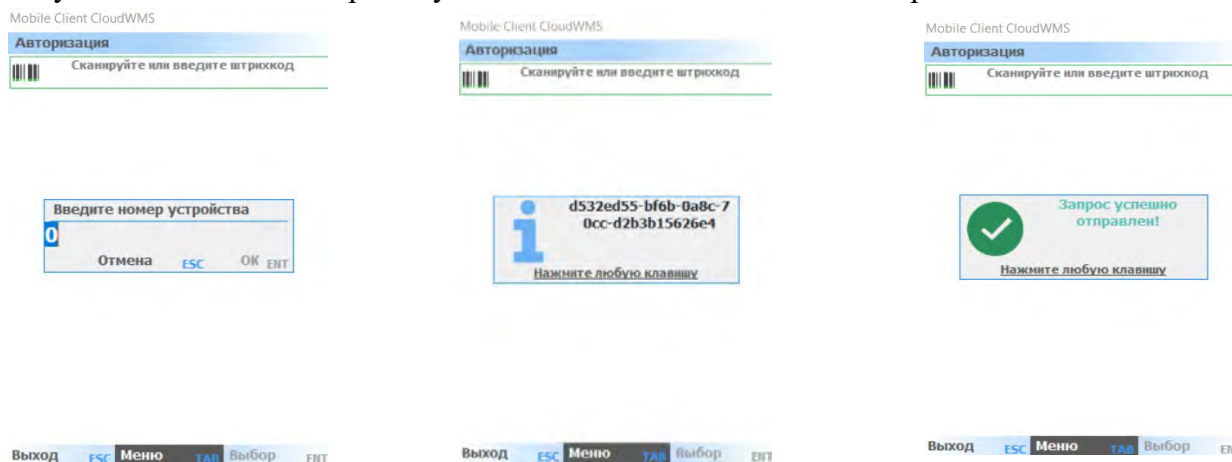 Mobile Client CloudWMS
Авторизация
Сканируйте или введите штрихкод
Введите номер устройства
0
Отмена ESC OK ENT
Выход ESC Меню TAB Выбор ENT
Mobile Client CloudWMS
Авторизация
Сканируйте или введите штрихкод
d532ed55-bf6b-0a8c-7
0cc-d2b3b15626e4
Нажмите любую клавишу
Выход ESC Меню TAB Выбор ENT
Mobile Client CloudWMS
Авторизация
Сканируйте или введите штрихкод
Запрос успешно
отправлен!
Нажмите любую клавишу
Выход ESC Меню TAB Выбор